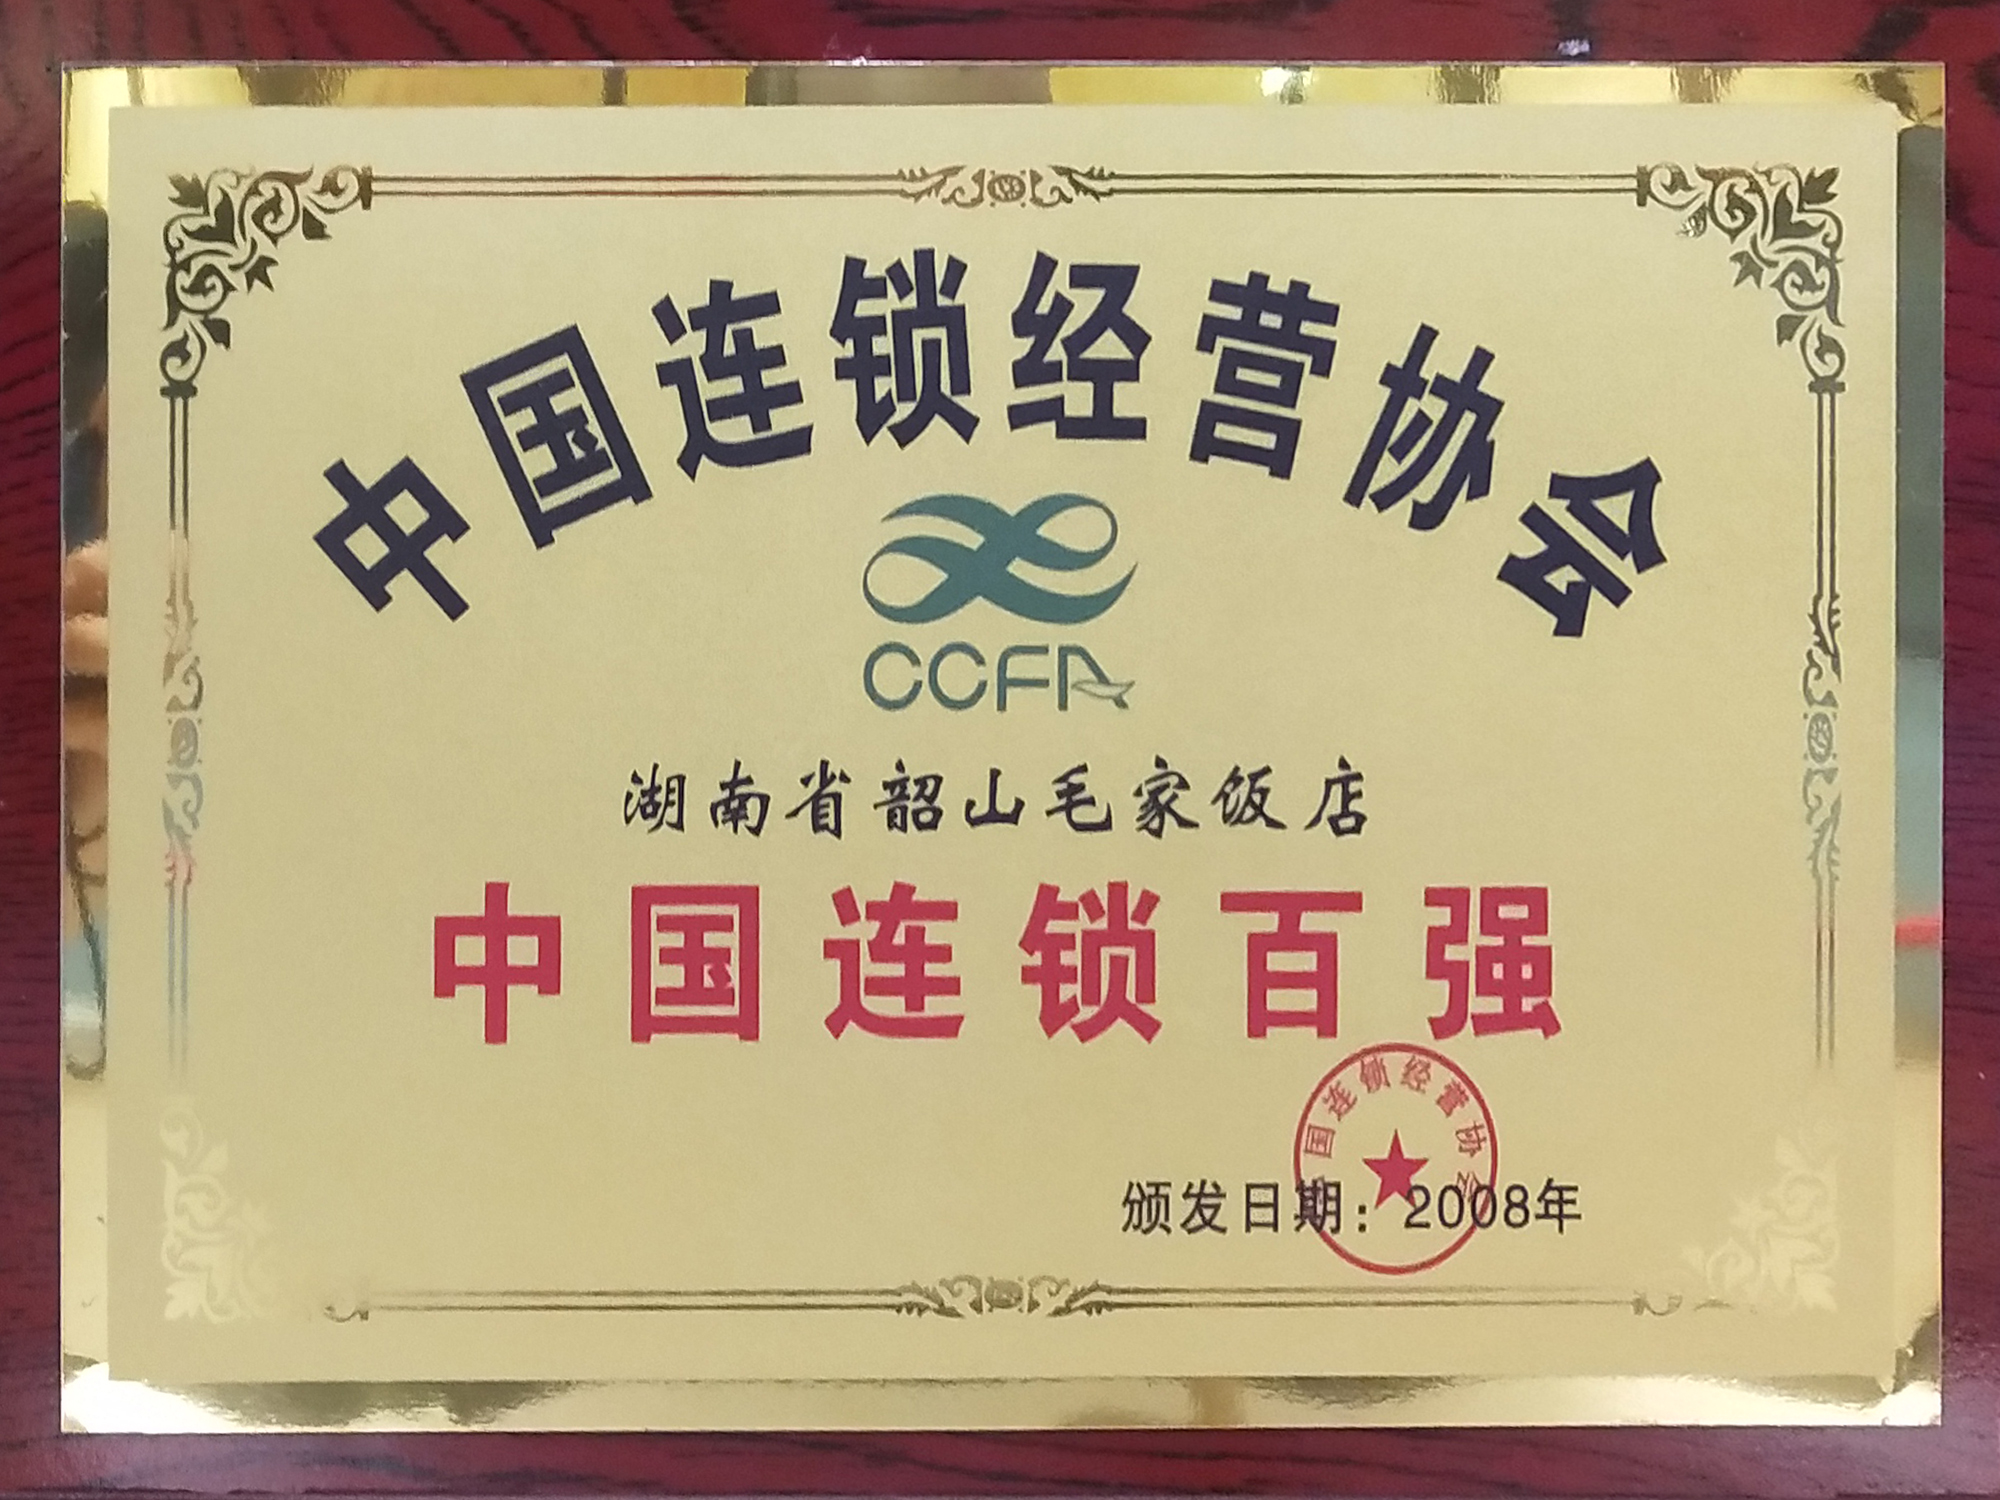 中国连锁经营协会
CCFA
湖南省韶山毛家饭店
中国连锁百强
国连锁经营协会
颁发日期：2008年